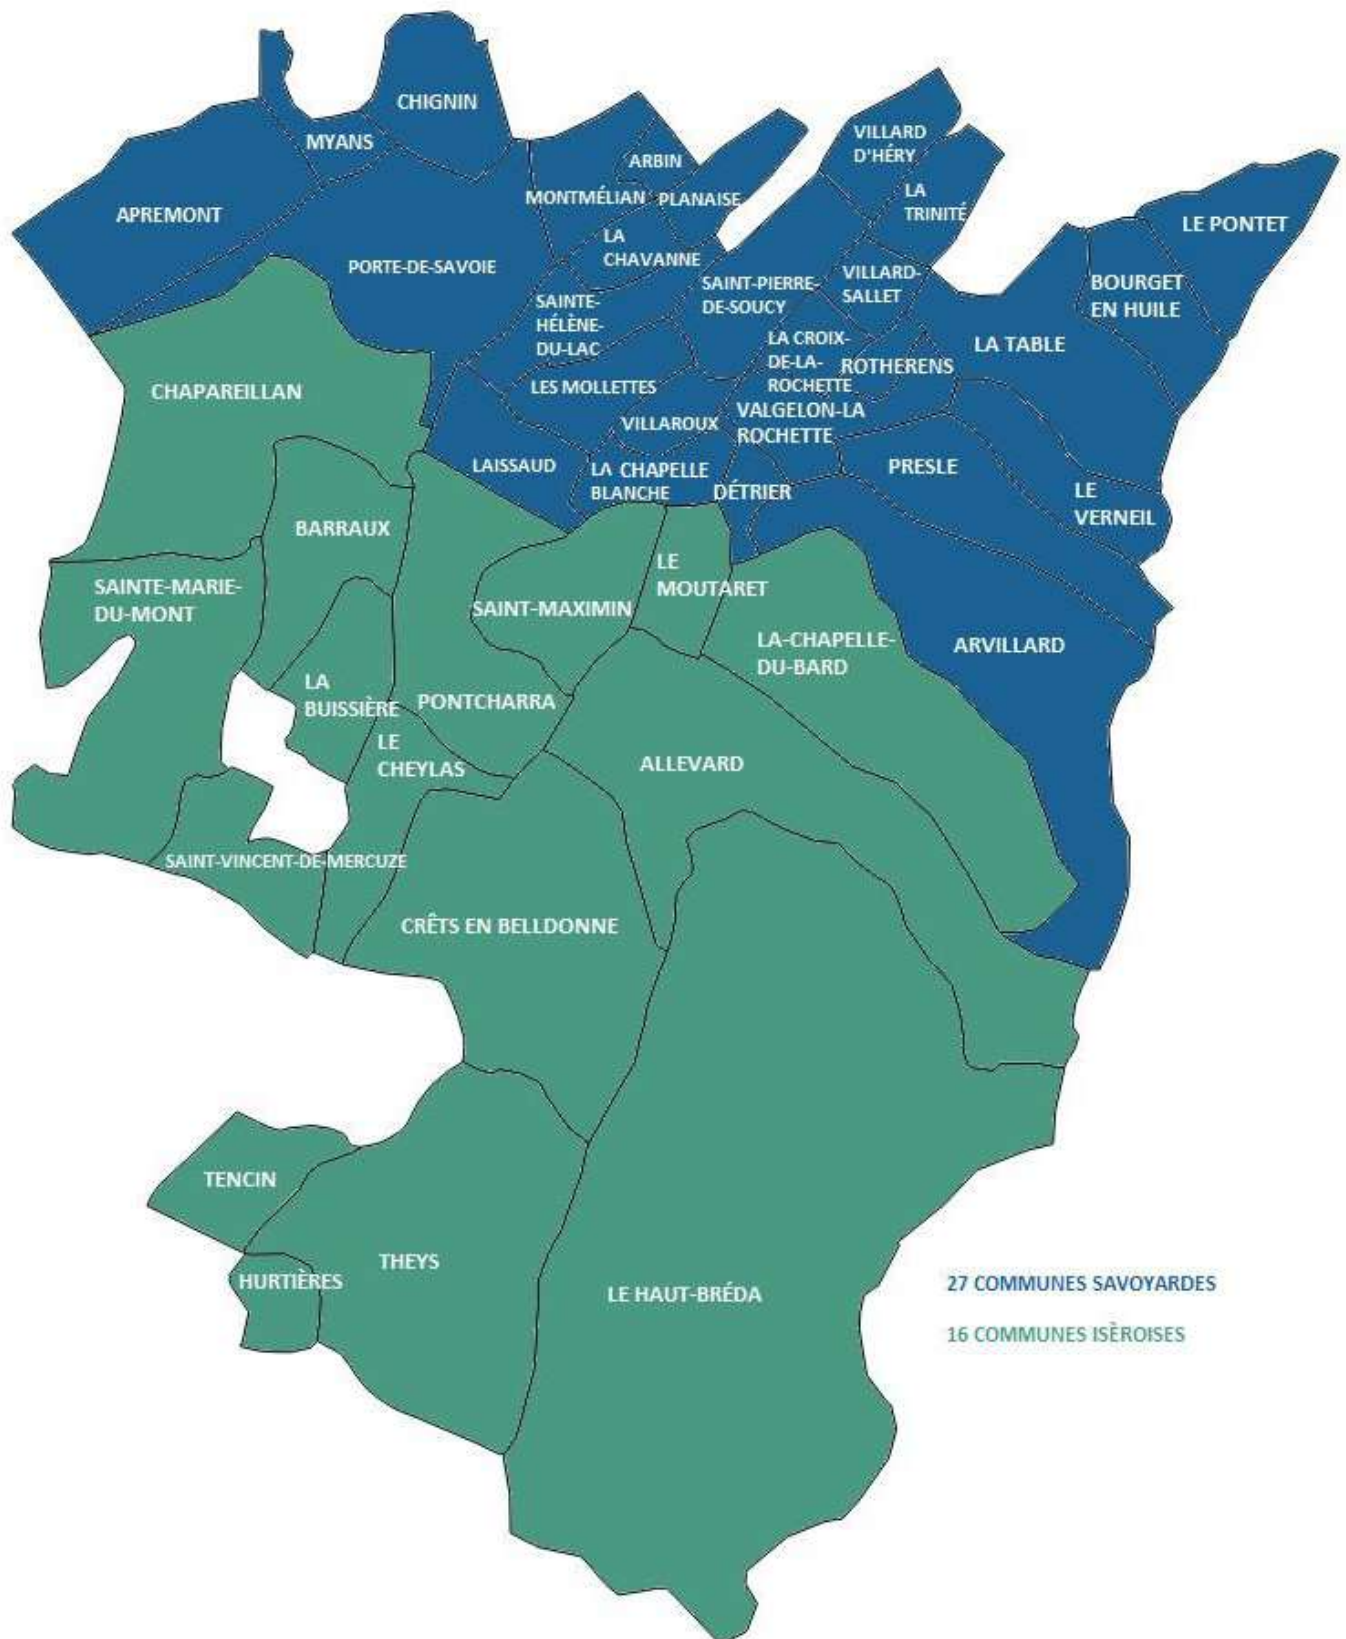 CHIGNIN
MYANS
APREMONT
PORTE-DE-SAVOIE
ARBIN
MONTMÉLIAN
PLANAISE
LA
CHAVANNE
VILLARD
D'HÉRY
LA
TRINITÉ
LE PONTET
BOURGET
EN HUILE
SAINT-PIERRE-
DE-SOUCY
VILLARD-
SALLET
SAINTE-
HÉLÈNE-
DU-LAC
LA CROIX-
DE-LA-
ROCHETTE
ROTHERENS
LA TABLE
LES MOLLETTES
VILLAROUX
VALGELON-LA
ROCHETTE
LAISSAUD
LA CHAPELLE
BLANCHE
DÉTRIER
PRESLE
LE
VERNEIL
ARVILLARD
CHAPAREILLAN
BARRAUX
SAINTE-MARIE-
DU-MONT
SAINT-MAXIMIN
LE
MOUTARET
LA-CHAPELLE-
DU-BARD
LA
BUISSIÈRE
PONTCHARRA
LE
CHEYLAS
ALLEVARD
SAINT-VINCENT-DE-MERCUZE
CRÊTS EN BELLDONNE
TENCIN
HURTIÈRES
THEYS
LE HAUT-BRÉDA
27 COMMUNES SAVOYARDES
16 COMMUNES ISÈROISES